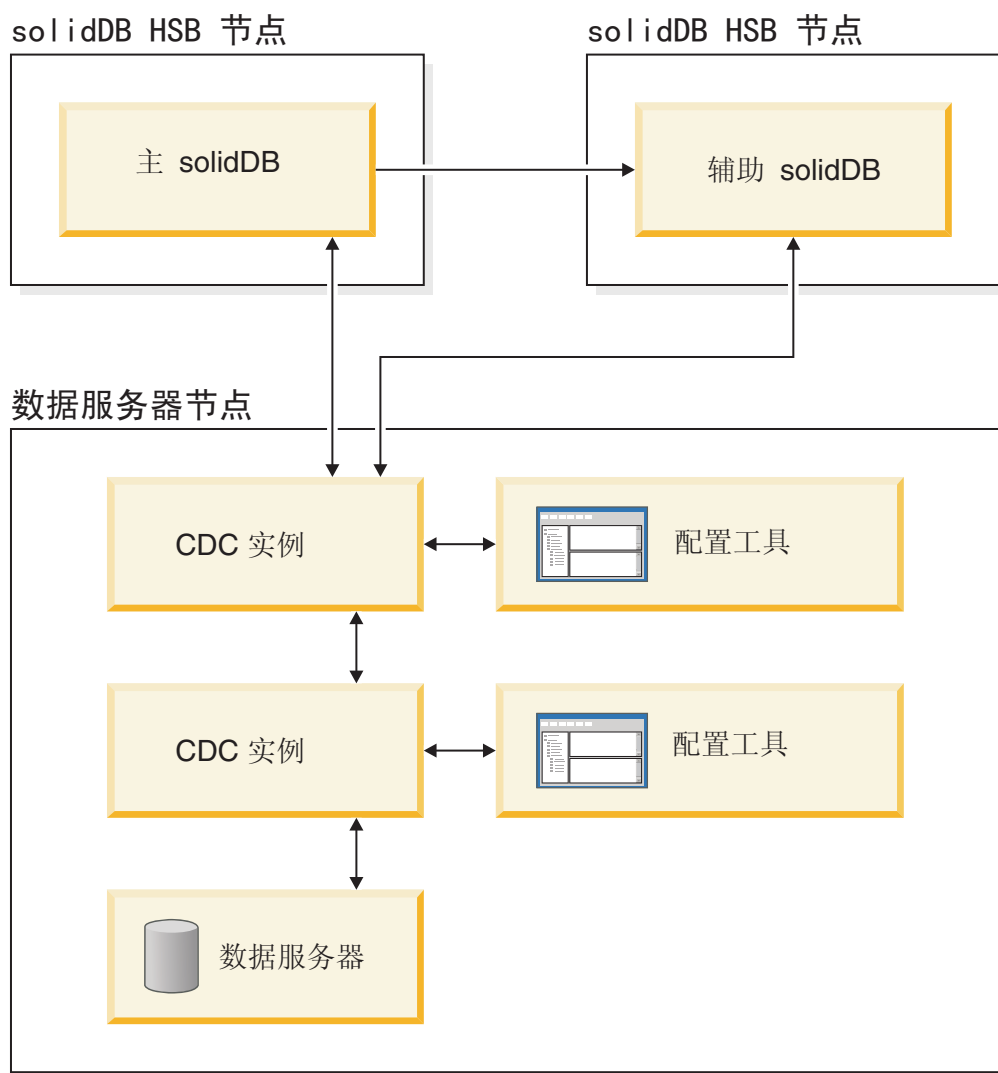 solidDB HSB 节点
solidDB HSB 节点
主 solidDB
辅助 solidDB
数据服务器节点
CDC 实例
配置工具
CDC 实例
配置工具
数据服务器